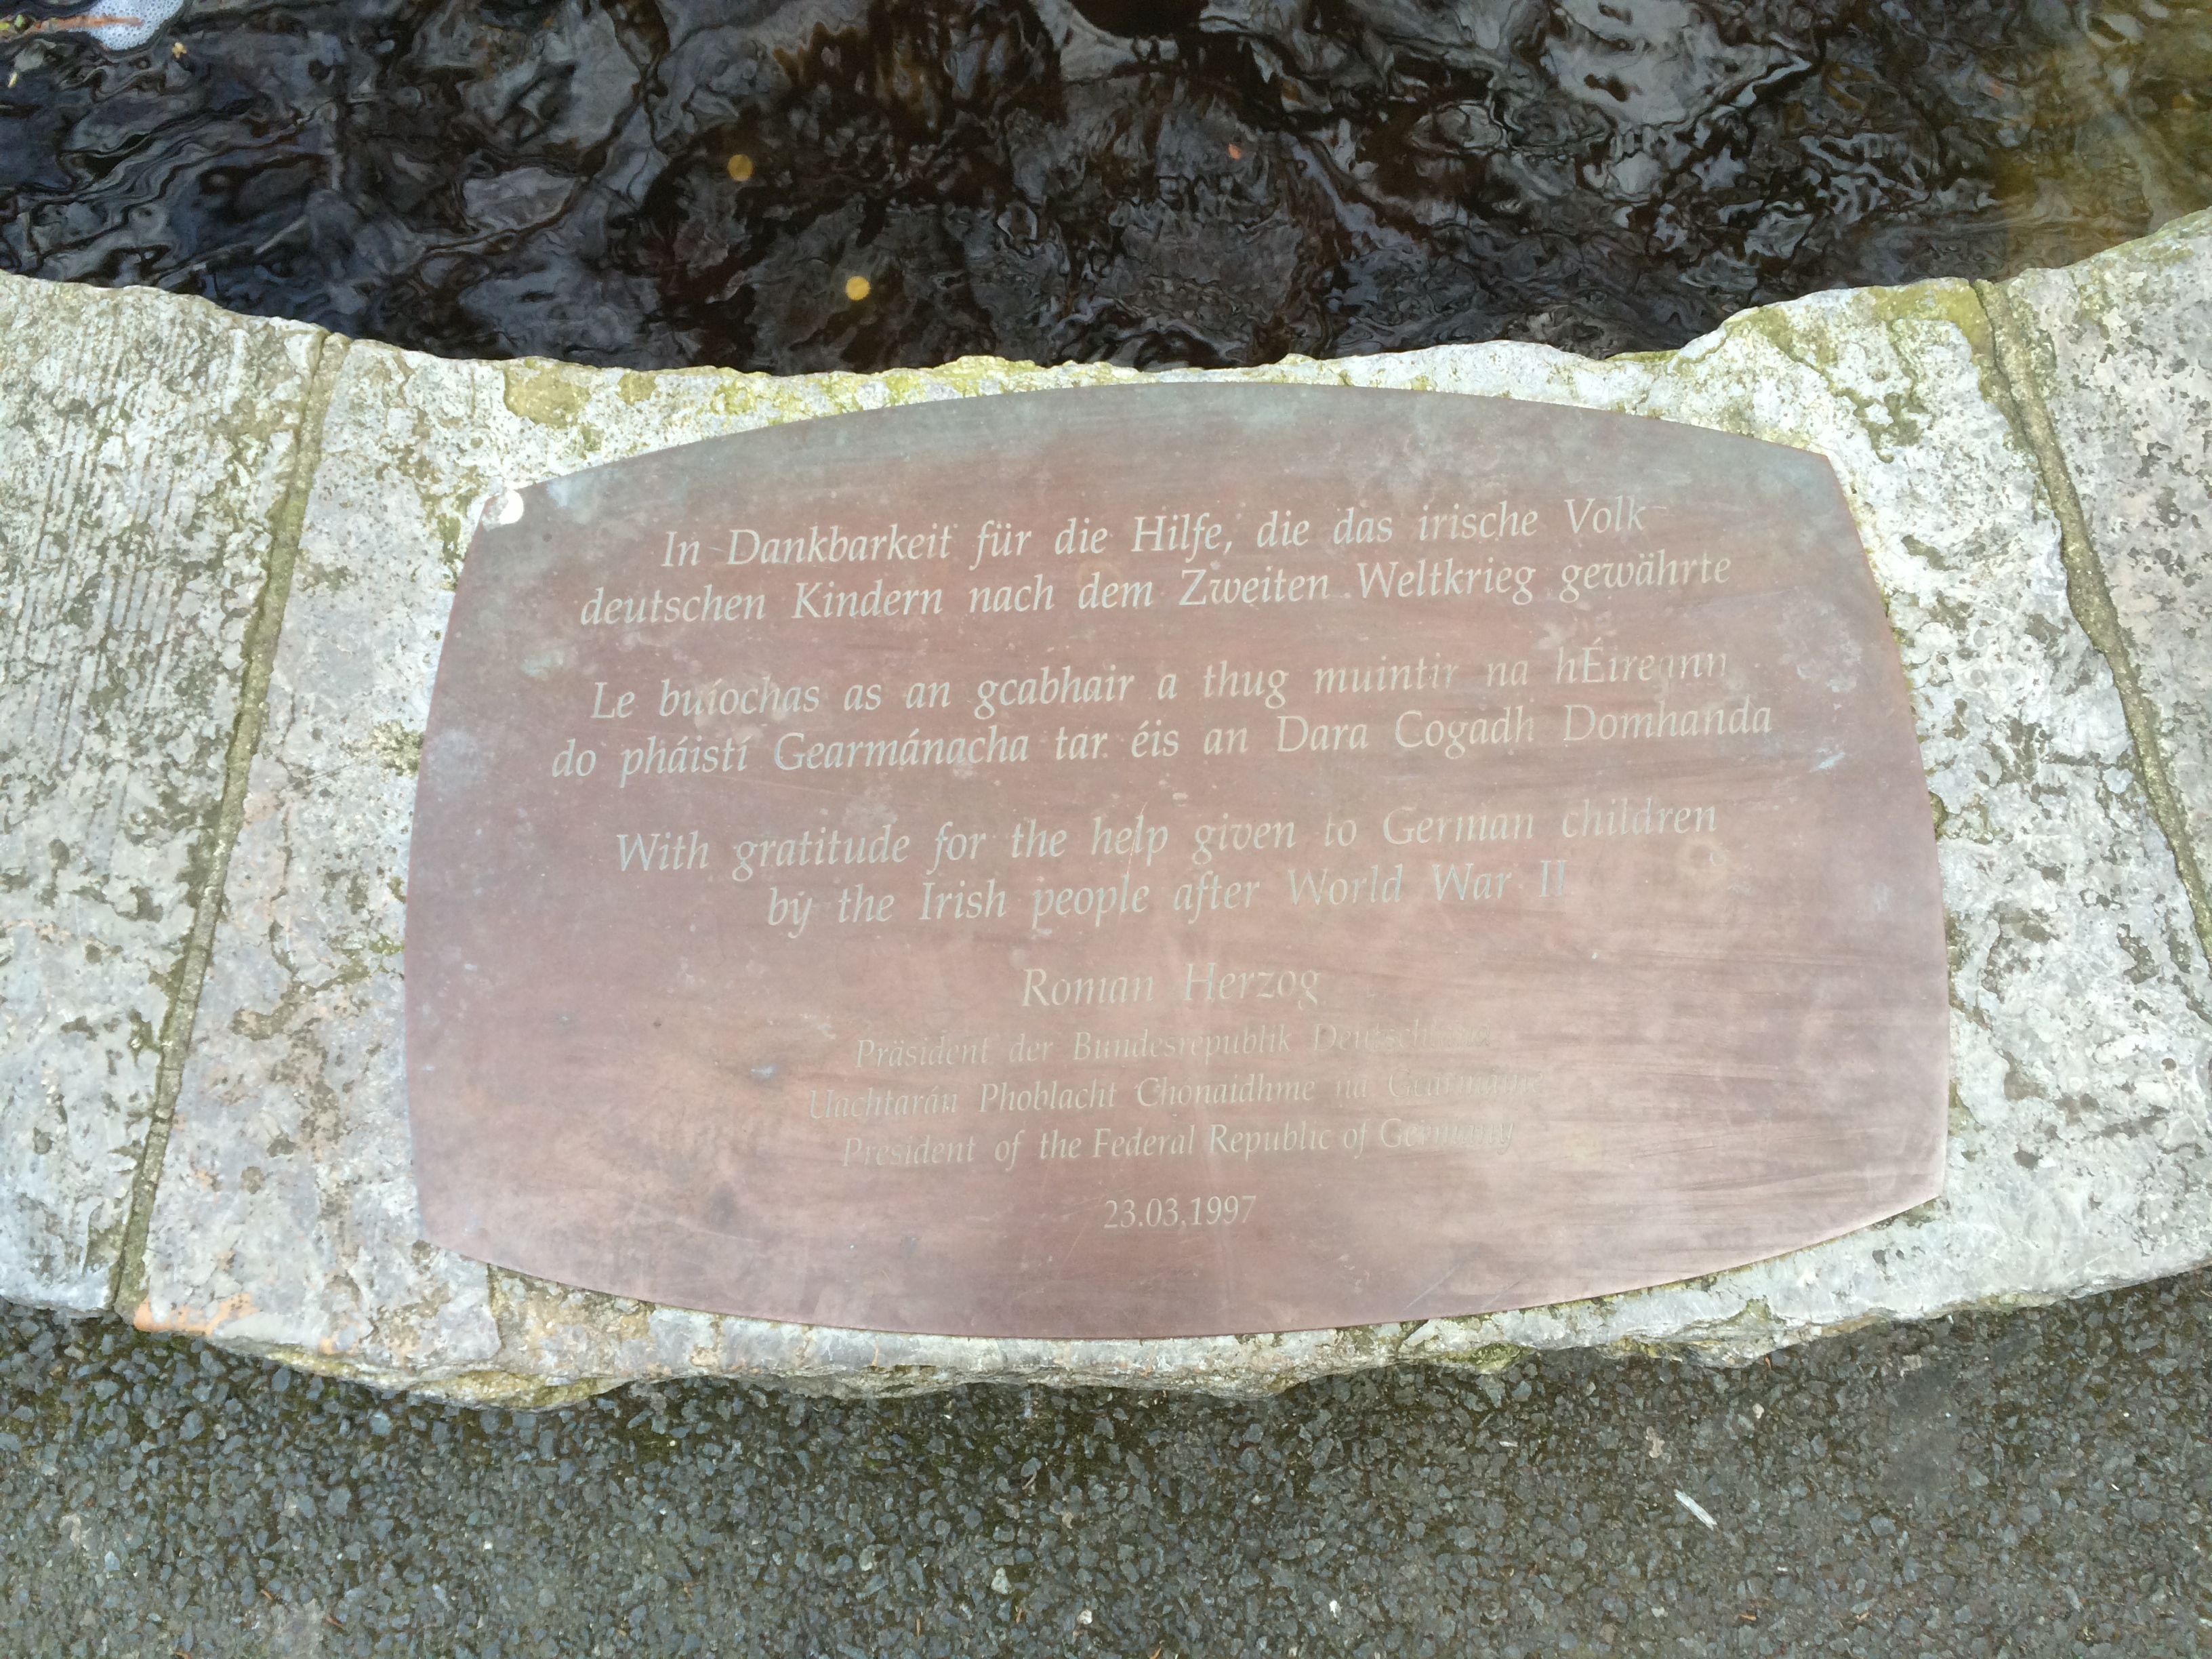 In Dankbarkeit für die Hilfe, die das irische Volk
deutschen Kindern nach dem Zweiten Weltkrieg gewährte
Le buíochas as an gcabhair a thug muintir na hÉireann
do pháistí Gearmánacha tar éis an Dara Cogadh Domhanda
With gratitude for the help given to German children
by the Irish people after World War II
Roman Herzog
Präsident der Bundesrepublik Deutschland
Uachtarán Phoblacht Chonaidhme na Gearmáine
President of the Federal Republic of Germany
23.03.1997